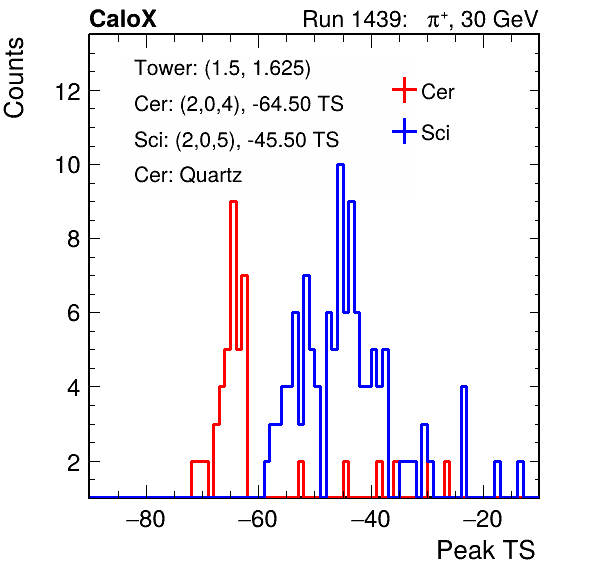 CaloX Run 1439: π⁺, 30 GeV
Counts
Tower: (1.5, 1.625)
Cer: (2,0,4), -64.50 TS
Sci: (2,0,5), -45.50 TS
Cer: Quartz
Cer
Sci
12
10
8
6
4
2
−80 −60 −40 −20
Peak TS